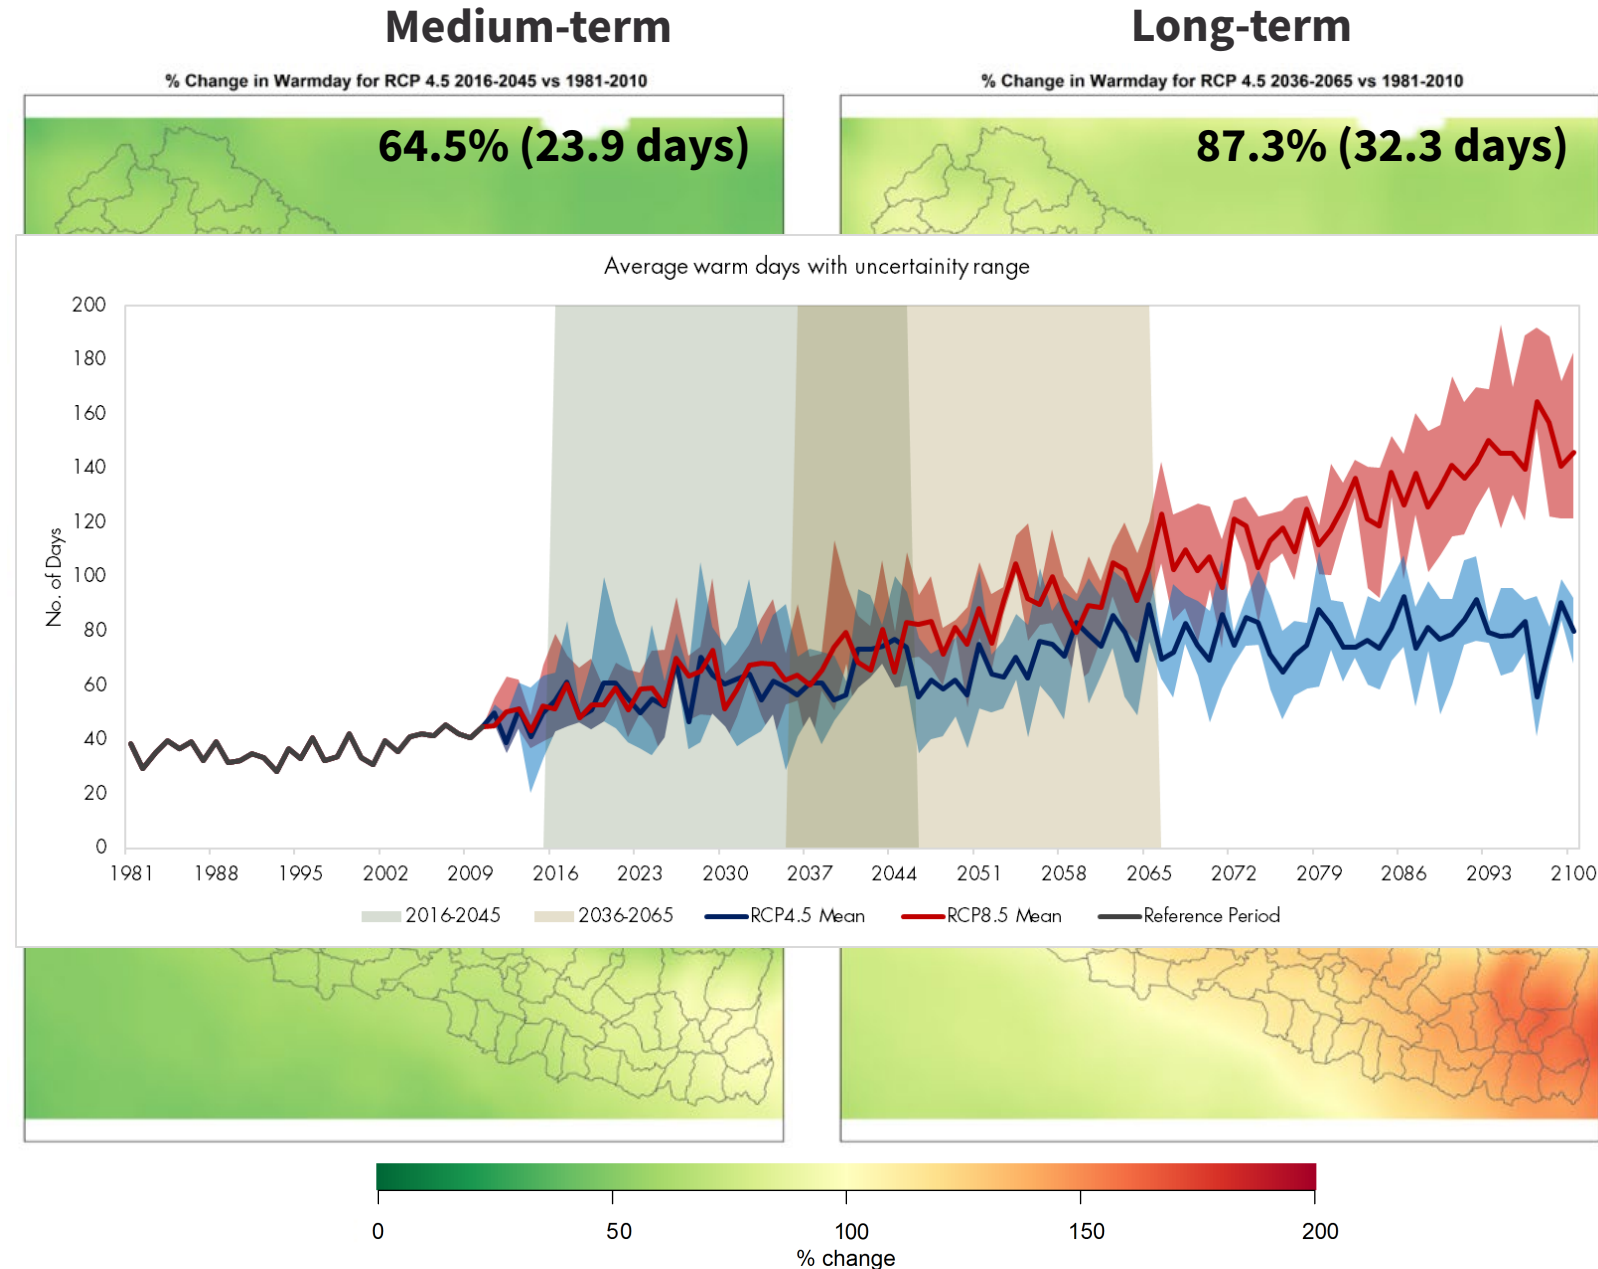 Medium-term
Long-term
% Change in Warmday for RCP 4.5 2016-2045 vs 1981-2010
% Change in Warmday for RCP 4.5 2036-2065 vs 1981-2010
64.5% (23.9 days)
87.3% (32.3 days)
Average warm days with uncertainity range
No. of Days
200
180
160
140
120
100
80
60
40
20
0
1981 1988 1995 2002 2009 2016 2023 2030 2037 2044 2051 2058 2065 2072 2079 2086 2093 2100
2016-2045 2036-2065 RCP4.5 Mean RCP8.5 Mean Reference Period
0 50 100 150 200
% change